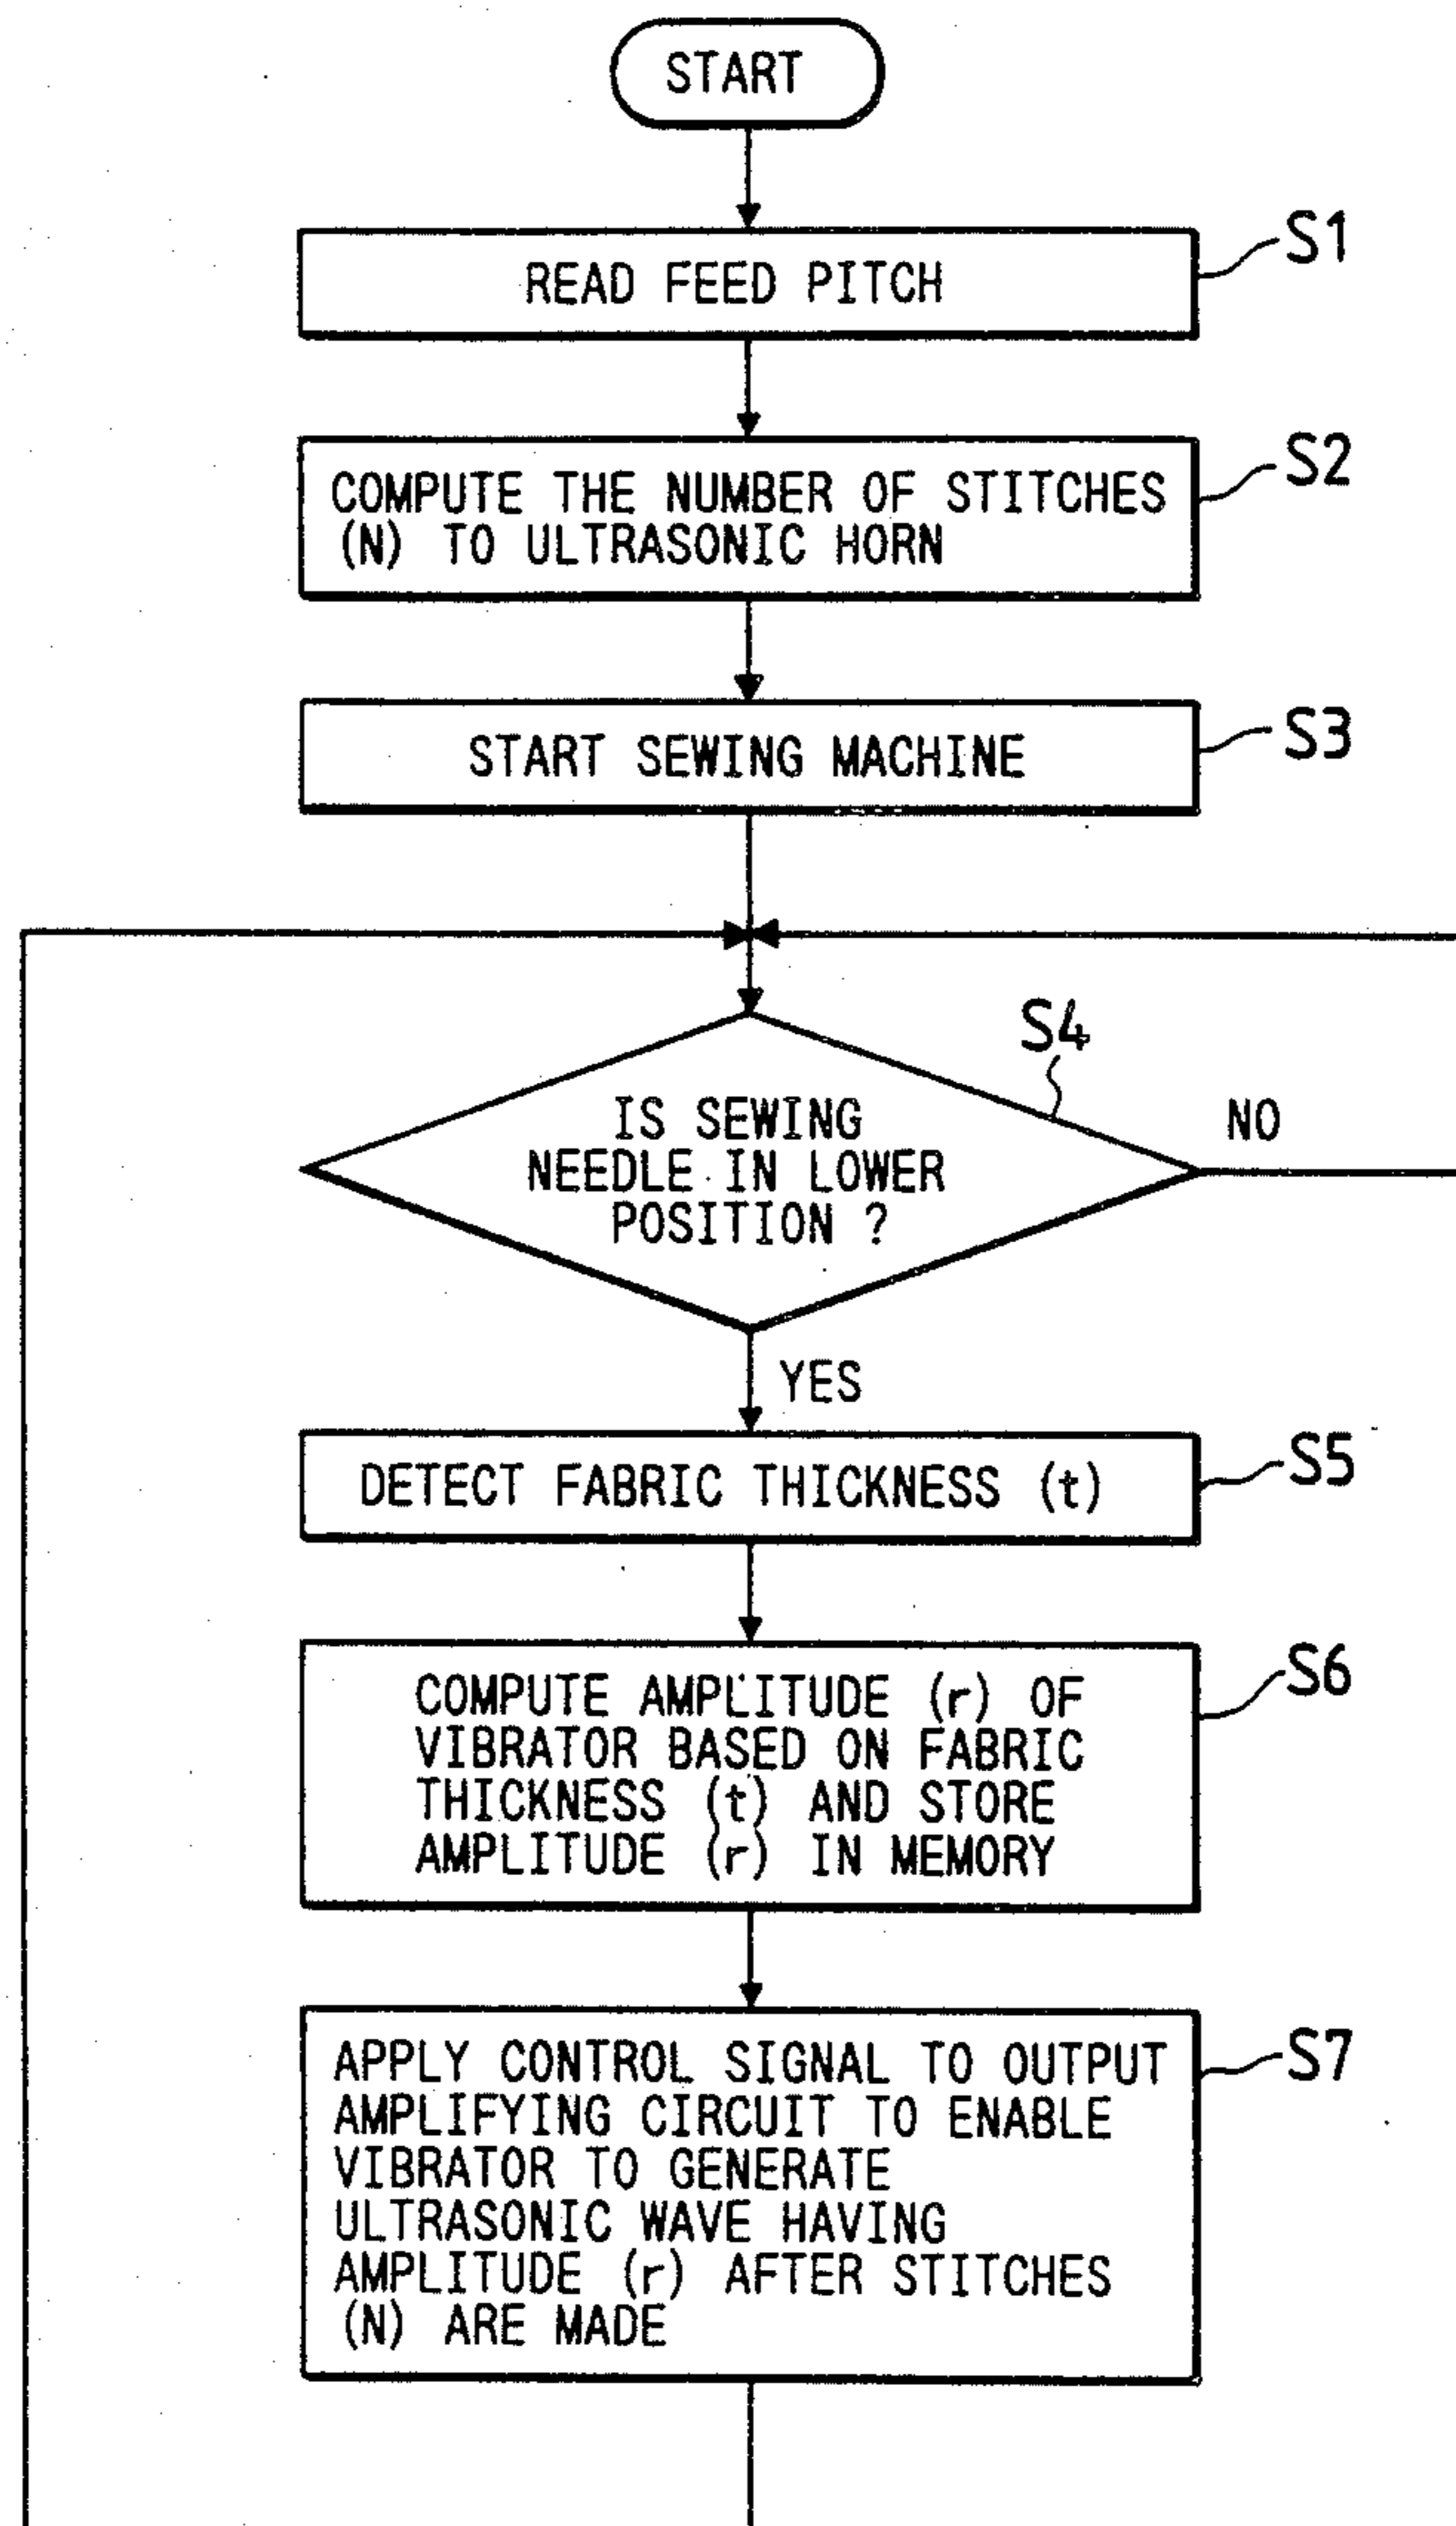 START
S1
READ FEED PITCH
S2
COMPUTE THE NUMBER OF STITCHES
(N) TO ULTRASONIC HORN
S3
START SEWING MACHINE
S4
IS SEWING
NEEDLE IN LOWER
POSITION ?
NO
YES
S5
DETECT FABRIC THICKNESS (t)
S6
COMPUTE AMPLITUDE (r) OF
VIBRATOR BASED ON FABRIC
THICKNESS (t) AND STORE
AMPLITUDE (r) IN MEMORY
S7
APPLY CONTROL SIGNAL TO OUTPUT
AMPLIFYING CIRCUIT TO ENABLE
VIBRATOR TO GENERATE
ULTRASONIC WAVE HAVING
AMPLITUDE (r) AFTER STITCHES
(N) ARE MADE